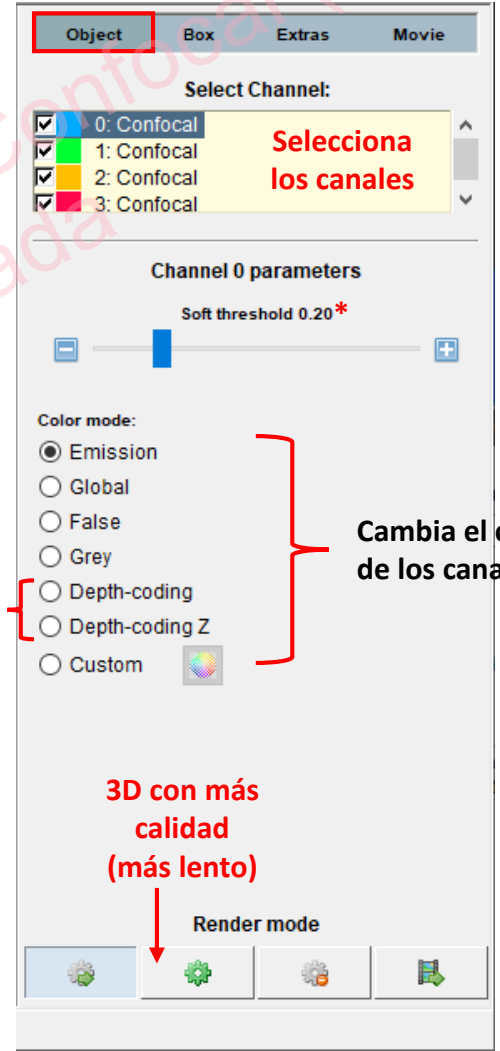 Object Box Extras Movie
Select Channel:
0: Confocal
1: Confocal
2: Confocal
3: Confocal
Selecciona
los canales
Channel 0 parameters
Soft threshold 0.20*
Color mode:
Emission
Global
False
Grey
Depth-coding
Depth-coding Z
Custom
Cambia el
de los
3D con más
calidad
(más lento)
Render mode